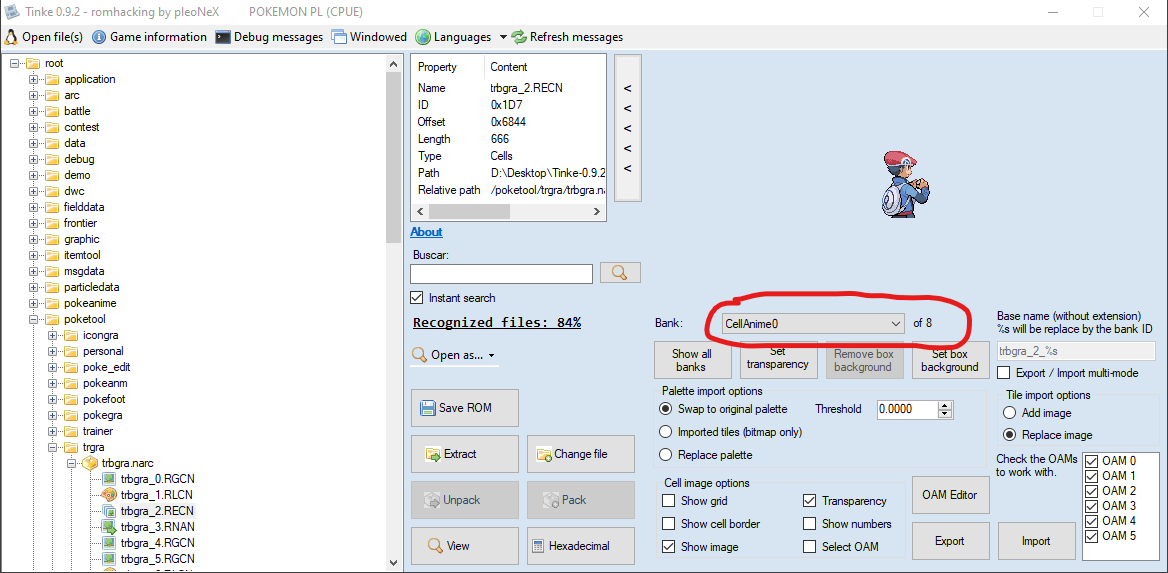 Tinke 0.9.2 - romhacking by pleoNeX POKEMON PL (CPUE)
Open file(s) Game information Debug messages Windowed Languages Refresh messages
root
application
arc
battle
contest
data
debug
demo
dwc
fielddata
frontier
graphic
itemtool
msgdata
particledata
pokeanime
poketool
icongra
personal
poke_edit
pokeanm
pokefoot
pokegra
trainer
trgra
trbgra.narc
trbgra_0.RGCN
trbgra_1.RLCN
trbgra_2.RECN
trbgra_3.RNAN
trbgra_4.RGCN
trbgra_5.RGCN
Property Content
Name trbgra_2.RECN
ID 0x1D7
Offset 0x6844
Length 666
Type Cells
Path D:\Desktop\Tinke-0.9.2
Relative path /poketool/trgra/trbgra.na
<
<
<
<
<
About
Buscar:
Instant search
Recognized files: 84%
Open as...
Save ROM
Extract Change file
Unpack Pack
View Hexadecimal
Bank: CellAnime0 of 8
Show all banks
Set transparency
Remove box background
Set box background
Palette import options
Swap to original palette Threshold 0.0000
Imported tiles (bitmap only)
Replace palette
Cell image options
Show grid Transparency
Show cell border Show numbers
Show image Select OAM
OAM Editor
Export
Base name (without extension)
%s will be replace by the bank ID
trbgra_2_%s
Export / Import multi-mode
Tile import options
Add image
Replace image
Check the OAMs
to work with.
OAM 0
OAM 1
OAM 2
OAM 3
OAM 4
OAM 5
Import